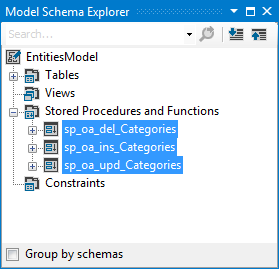 Model Schema Explorer
Search...
EntitiesModel
Tables
Views
Stored Procedures and Functions
sp_oa_del_Categories
sp_oa_ins_Categories
sp_oa_upd_Categories
Constraints
Group by schemas